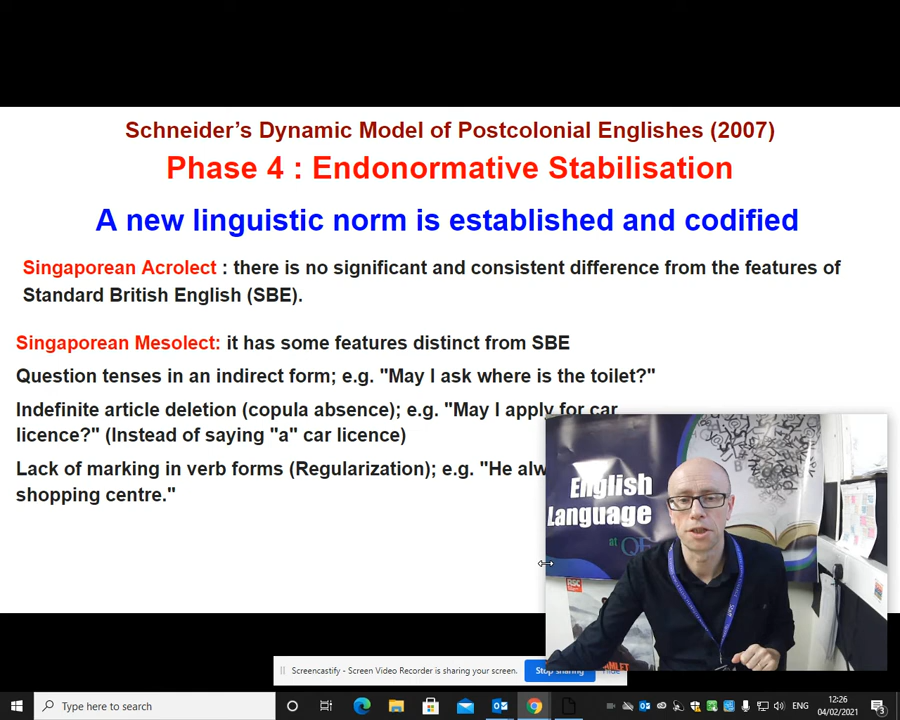 Schneider’s Dynamic Model of Postcolonial Englishes (2007)
Phase 4 : Endonormative Stabilisation
A new linguistic norm is established and codified
Singaporean Acrolect : there is no significant and consistent difference from the features of
Standard British English (SBE).
Singaporean Mesolect: it has some features distinct from SBE
Question tenses in an indirect form; e.g. "May I ask where is the toilet?"
Indefinite article deletion (copula absence); e.g. "May I apply for car
licence?" (Instead of saying "a" car licence)
Lack of marking in verb forms (Regularization); e.g. "He
shopping centre."
English
Language
at QE
RSC
HAMLET
Screencastify - Screen Video Recorder is sharing your screen.
Stop sharing
Hide
Type here to search
ENG
12:26
04/02/2021
3